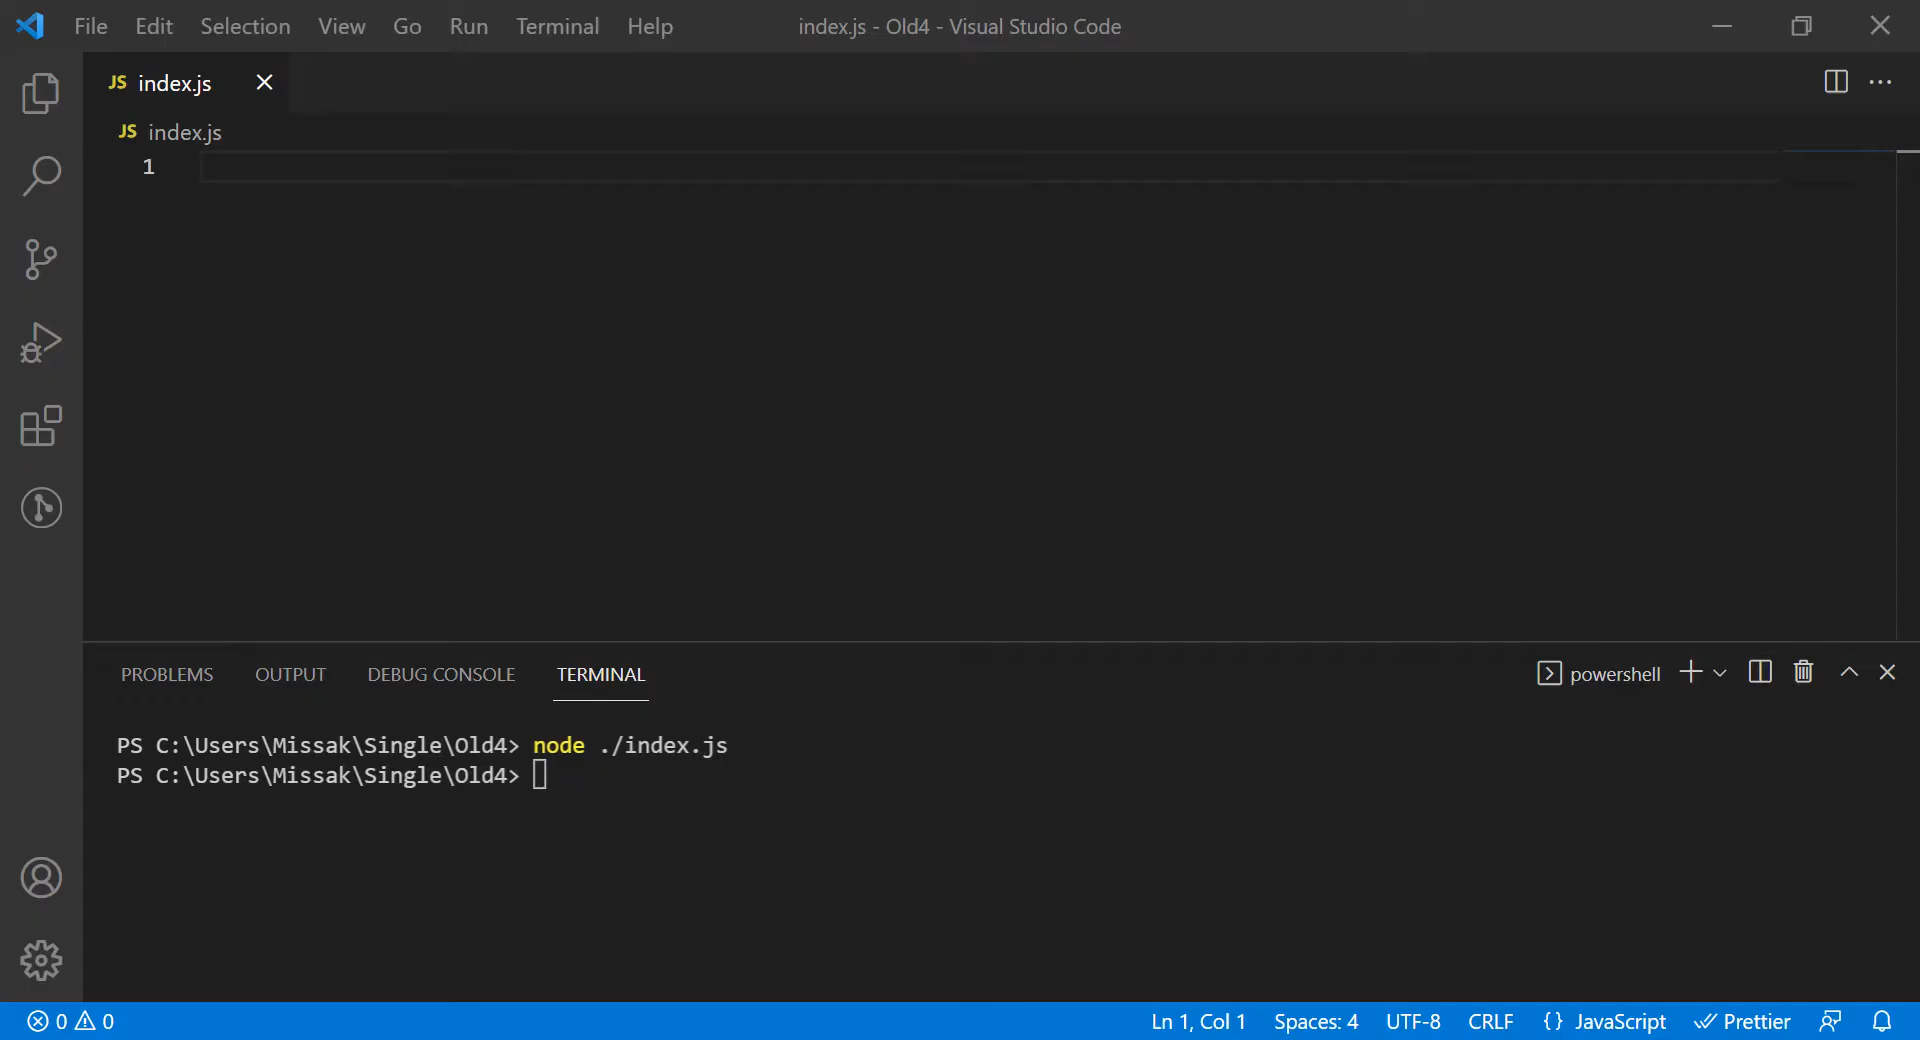 File Edit Selection View Go Run Terminal Help index.js - Old4 - Visual Studio Code
JS index.js
JS index.js
1
PROBLEMS OUTPUT DEBUG CONSOLE TERMINAL powershell
PS C:\Users\Missak\Single\Old4> node ./index.js
PS C:\Users\Missak\Single\Old4>
0 0 Ln 1, Col 1 Spaces: 4 UTF-8 CRLF {} JavaScript Prettier